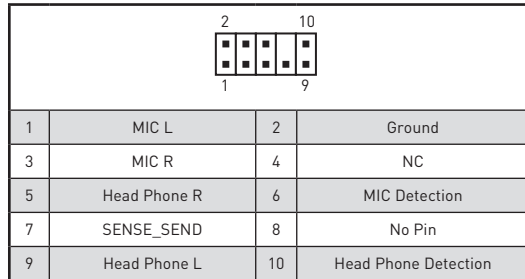 2 10
1 9
1 MIC L 2 Ground
3 MIC R 4 NC
5 Head Phone R 6 MIC Detection
7 SENSE_SEND 8 No Pin
9 Head Phone L 10 Head Phone Detection